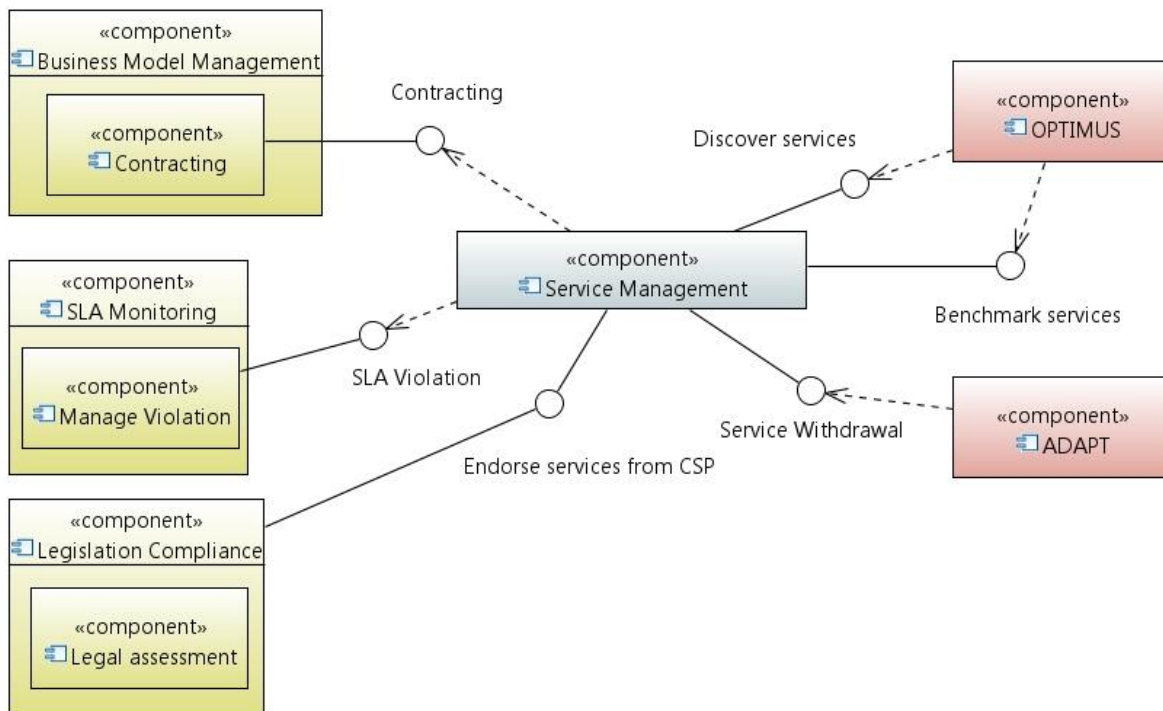 «component»
Business Model Management
«component»
Contracting
Contracting
Discover services
«component»
OPTIMUS
«component»
Service Management
Benchmark services
«component»
SLA Monitoring
«component»
Manage Violation
SLA Violation
Service Withdrawal
«component»
ADAPT
Endorse services from CSP
«component»
Legislation Compliance
«component»
Legal assessment